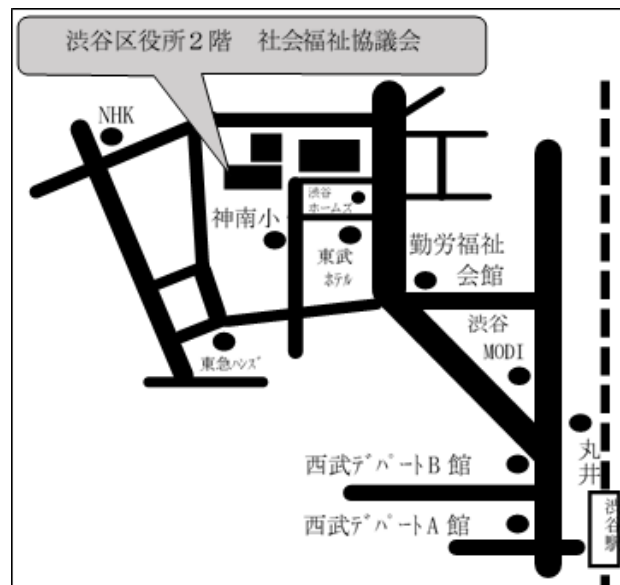 渋谷区役所２階　社会福祉協議会
NHK
渋谷
ホームズ
神南小
東武
ﾎﾃﾙ
勤労福祉
会館
渋谷
MODI
東急ﾊﾝｽﾞ
丸井
西武ﾃﾞﾊﾟｰﾄB 館
西武ﾃﾞﾊﾟｰﾄA 館
渋谷駅